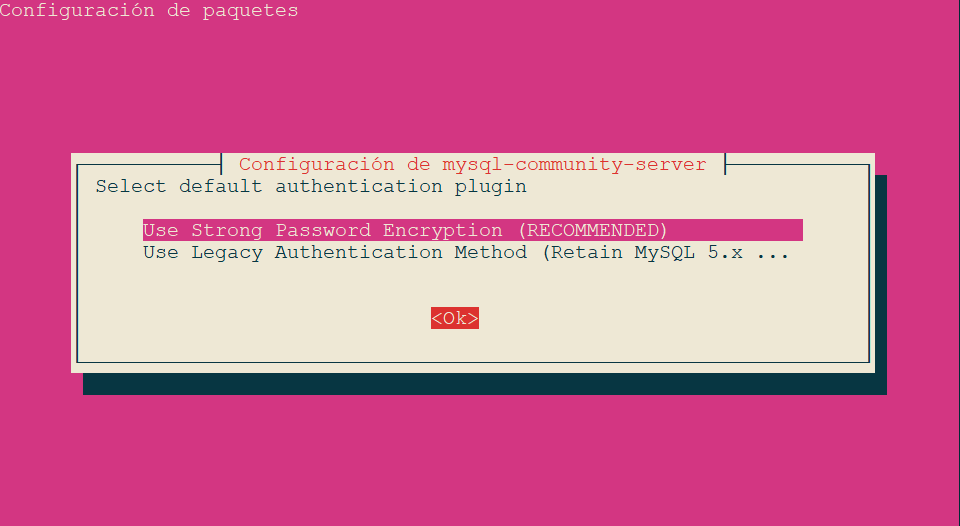 Configuración de paquetes
Configuración de mysql-community-server
Select default authentication plugin
Use Strong Password Encryption (RECOMMENDED)
Use Legacy Authentication Method (Retain MySQL 5.x ...
<Ok>